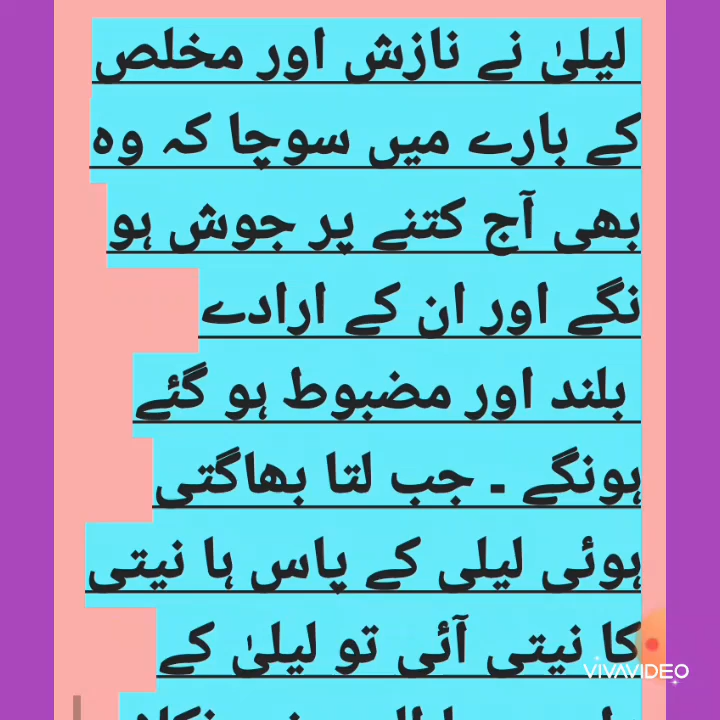 لیلیٰ نے نازش اور مخلص
کے بارے میں سوچا کہ وہ
بھی آج کتنے پر جوش ہو
نگے اور ان کے ارادے
بلند اور مضبوط ہو گئے
ہونگے ۔ جب لتا بھاگتی
ہوئی لیلی کے پاس ہا نیتی
کا نیتی آئی تو لیلیٰ کے
VIVAVIDEO